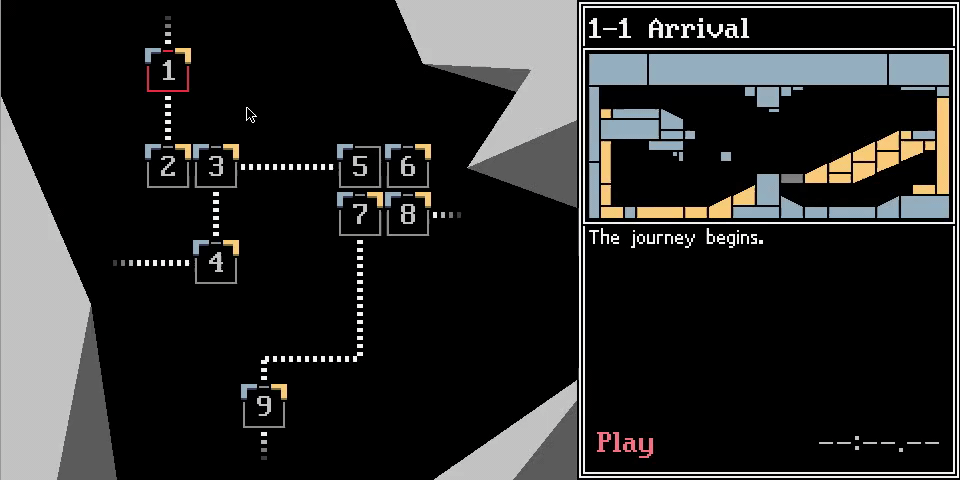 1-1 Arrival
1
2 3 5 6
7 8
4
9
The journey begins.
Play --:--.--